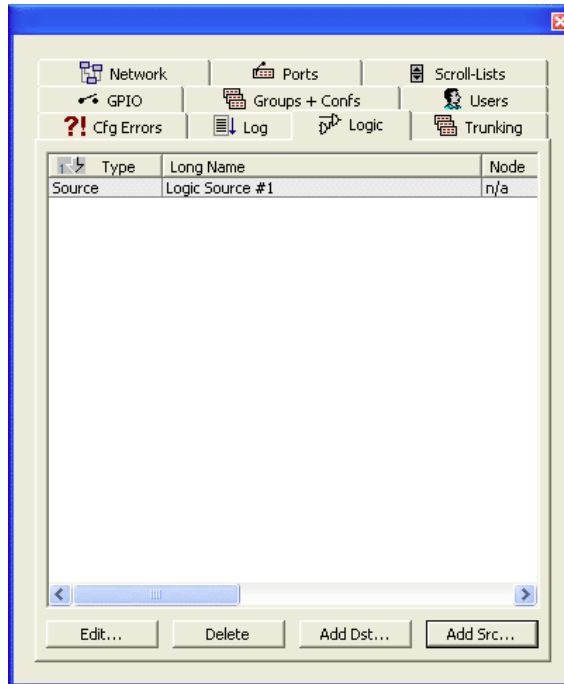 Network Ports Scroll-Lists
GPIO Groups + Confs Users
?! Cfg Errors Log Logic Trunking
Type Long Name Node
Source Logic Source #1 n/a
Edit... Delete Add Dst... Add Src...